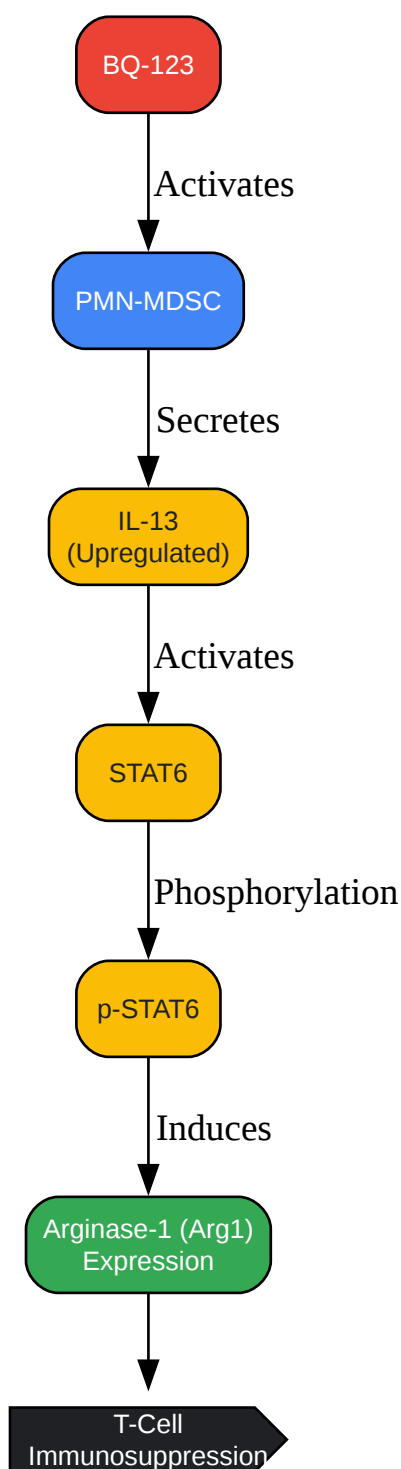 BQ-123
Activates
PMN-MDSC
Secretes
IL-13
(Upregulated)
Activates
STAT6
Phosphorylation
p-STAT6
Induces
Arginase-1 (Arg1)
Expression
T-Cell
Immunosuppression